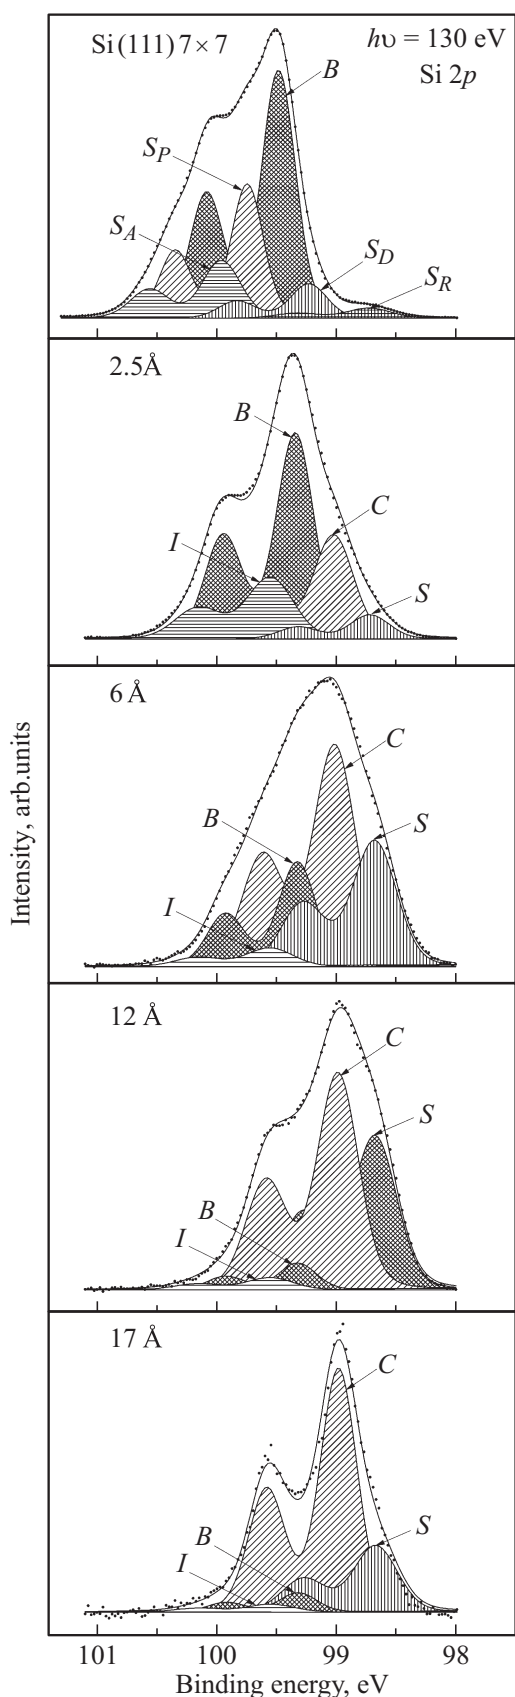 Si(111) 7 × 7
hυ = 130 eV
Si 2p
B
S_P
S_A
S_D
S_R
2.5 Å
B
C
I
S
6 Å
C
B
S
I
12 Å
C
S
B
I
17 Å
C
B
S
I
101 100 99 98
Binding energy, eV
Intensity, arb.units